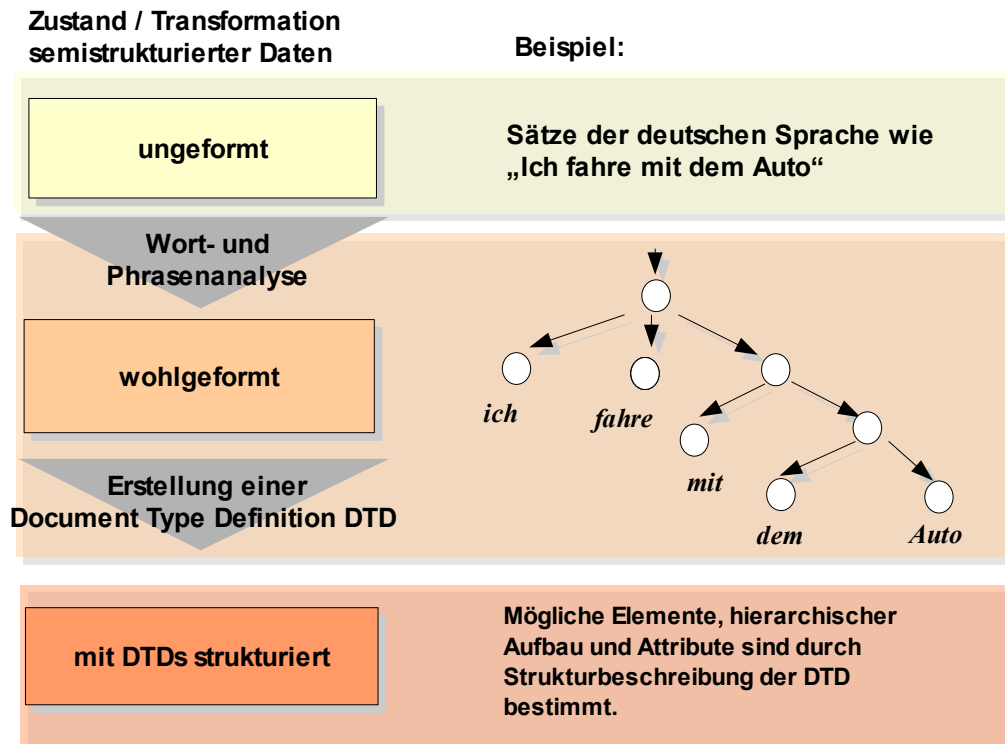 Zustand / Transformation
semistrukturierter Daten
Beispiel:
ungeformt
Sätze der deutschen Sprache wie
„Ich fahre mit dem Auto“
Wort- und
Phrasenanalyse
wohlgeformt
ich
fahre
mit
dem
Auto
Erstellung einer
Document Type Definition DTD
mit DTDs strukturiert
Mögliche Elemente, hierarchischer
Aufbau und Attribute sind durch
Strukturbeschreibung der DTD
bestimmt.